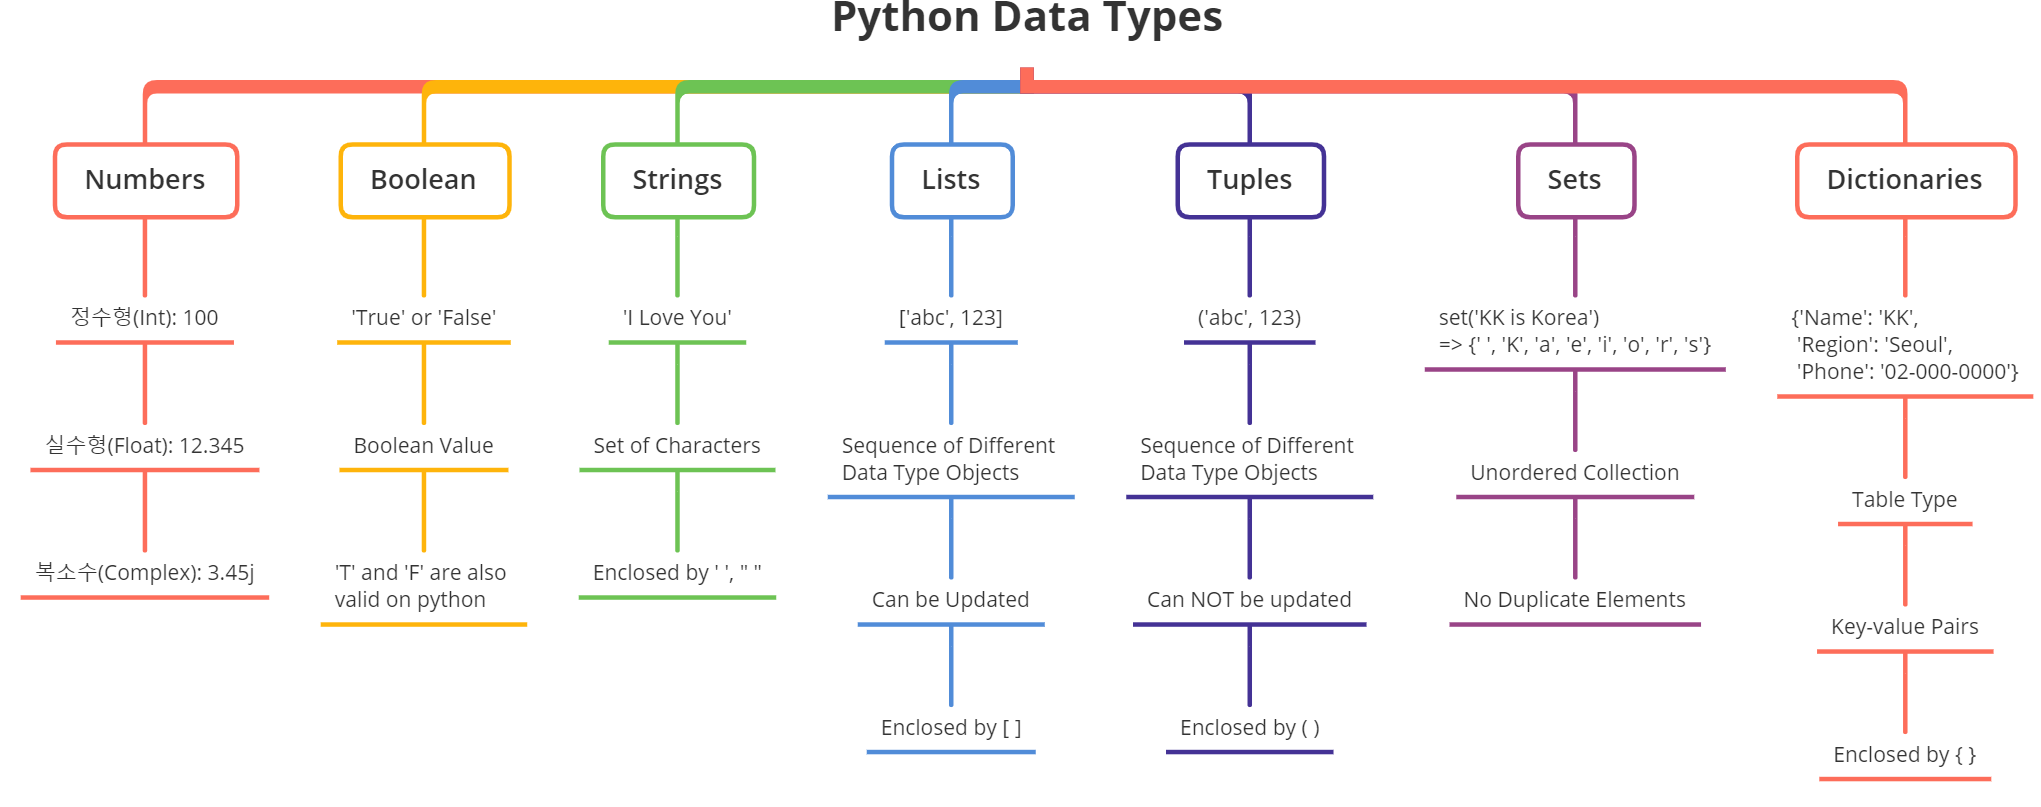 Python Data Types
Numbers
정수형(Int): 100
실수형(Float): 12.345
복소수(Complex): 3.45j
Boolean
'True' or 'False'
Boolean Value
'T' and 'F' are also
valid on python
Strings
'I Love You'
Set of Characters
Enclosed by ' ', " "
Lists
['abc', 123]
Sequence of Different
Data Type Objects
Can be Updated
Enclosed by [ ]
Tuples
('abc', 123)
Sequence of Different
Data Type Objects
Can NOT be updated
Enclosed by ( )
Sets
set('KK is Korea')
=> {' ', 'K', 'a', 'e', 'i', 'o', 'r', 's'}
Unordered Collection
No Duplicate Elements
Dictionaries
{'Name': 'KK',
'Region': 'Seoul',
'Phone': '02-000-0000'}
Table Type
Key-value Pairs
Enclosed by { }